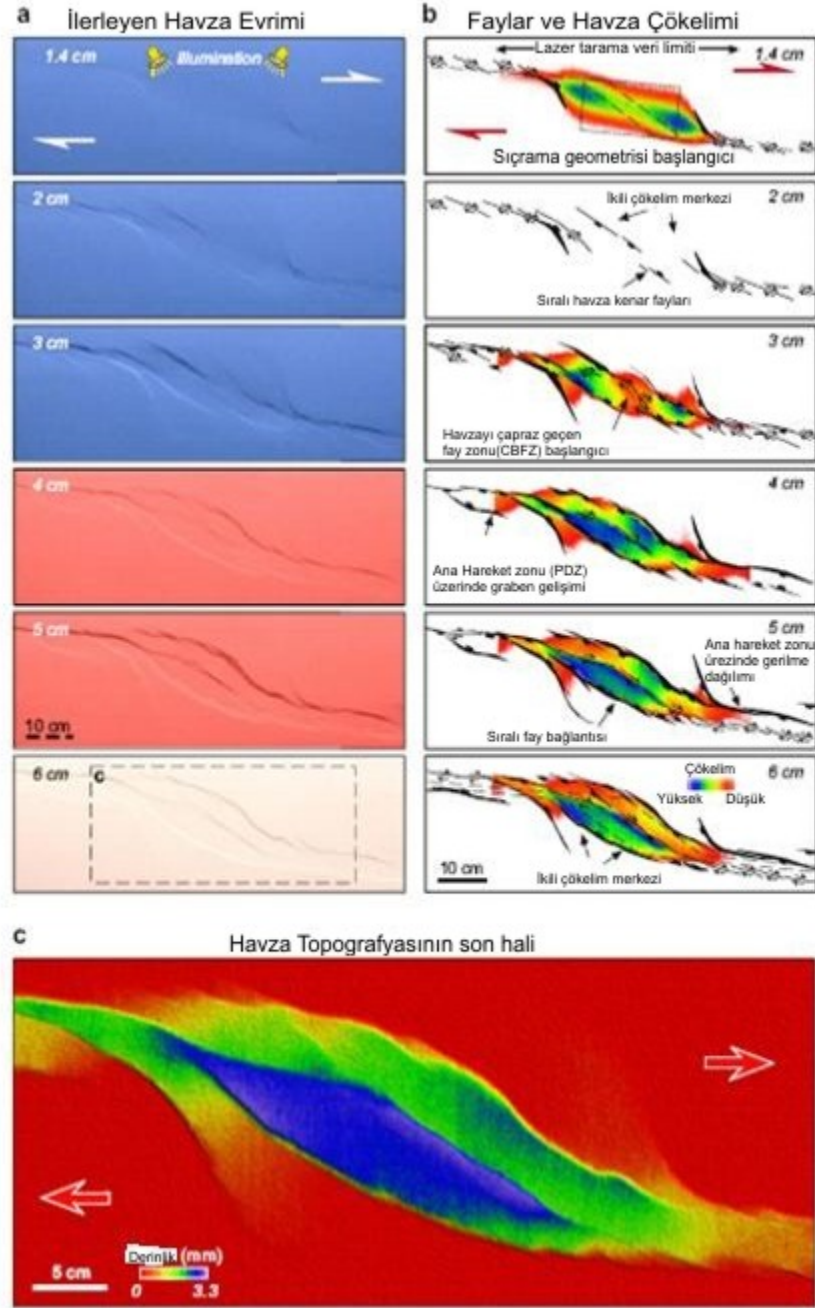 a İlerleyen Havza Evrimi
1.4 cm
Illumination
2 cm
3 cm
4 cm
5 cm
10 cm
6 cm
c
b Faylar ve Havza Çökelimi
Lazer tarama veri limiti
1.4 cm
Sıçrama geometrisi başlangıcı
İkili çökelim merkezi
2 cm
Sıralı havza kenar fayları
3 cm
Havzayı çapraz geçen
fay zonu(CBFZ) başlangıcı
4 cm
Ana Hareket zonu (PDZ)
üzerinde graben gelişimi
5 cm
Ana hareket zonu
ürezinde gerilme
dağılımı
Sıralı fay bağlantısı
Çökelim
6 cm
Yüksek Düşük
10 cm
İkili çökelim merkezi
c
Havza Topografyasının son hali
Derinlik (mm)
5 cm
0 3.3